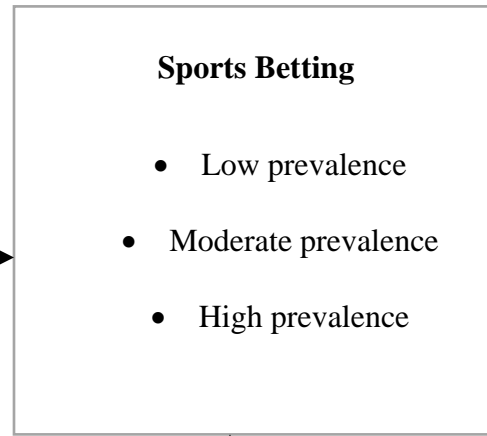 Sports Betting
• Low prevalence
• Moderate prevalence
• High prevalence